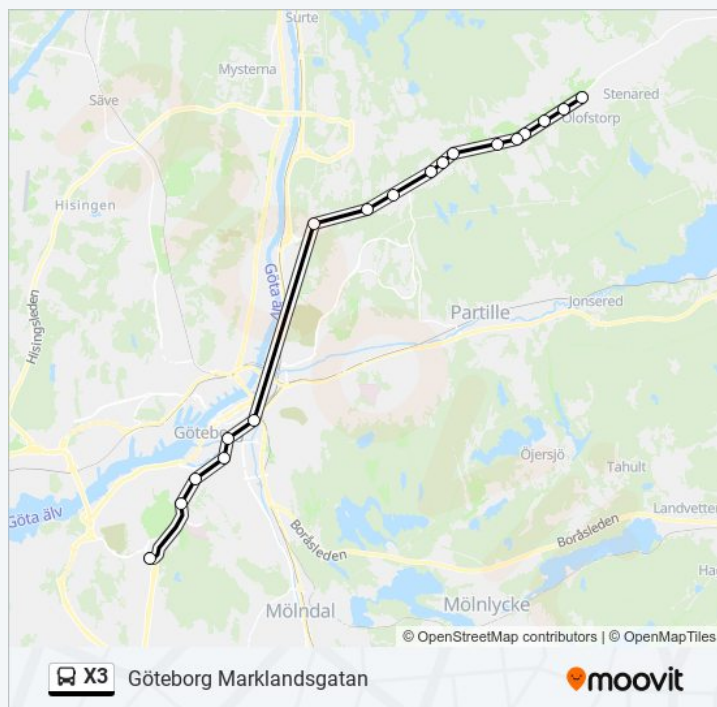 Surte
Mysterna
Säve
Stenared
Olofstorp
Hisingen
Göta älv
Hisingsleden
Partille
Jonsered
Göteborg
Öjersjö
Tahult
Göta älv
Landvetter
Boråsleden
Boråsleden
Mölndal
Mölnlycke
© OpenStreetMap contributors | © OpenMapTiles
X3 Göteborg Marklandsgatan
moovit